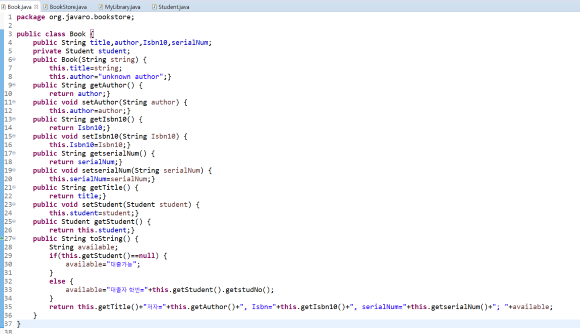 Book.java BookStore.java MyLibrary.java Student.java
1 package org.javaro.bookstore;
2
3 public class Book {
4 public String title,author,Isbn10,serialNum;
5 private Student student;
6 public Book(String string) {
7 this.title=string;
8 this.author="unknown author";}
9 public String getAuthor() {
10 return author;}
11 public void setAuthor(String author) {
12 this.author=author;}
13 public String getIsbn10() {
14 return Isbn10;}
15 public void setIsbn10(String Isbn10) {
16 this.Isbn10=Isbn10;}
17 public String getserialNum() {
18 return serialNum;}
19 public void setserialNum(String serialNum) {
20 this.serialNum=serialNum;}
21 public String getTitle() {
22 return title;}
23 public void setStudent(Student student) {
24 this.student=student;}
25 public Student getStudent() {
26 return this.student;}
27 public String toString() {
28 String available;
29 if(this.getStudent()==null) {
30 available="대출가능";
31 }
32 else {
33 available="대출자 학번="+this.getStudent().getstudNo();
34 }
35 return this.getTitle()+"저자="+this.getAuthor()+", Isbn="+this.getIsbn10()+", serialNum="+this.getserialNum()+"; "+available;
36 }
37 }
38